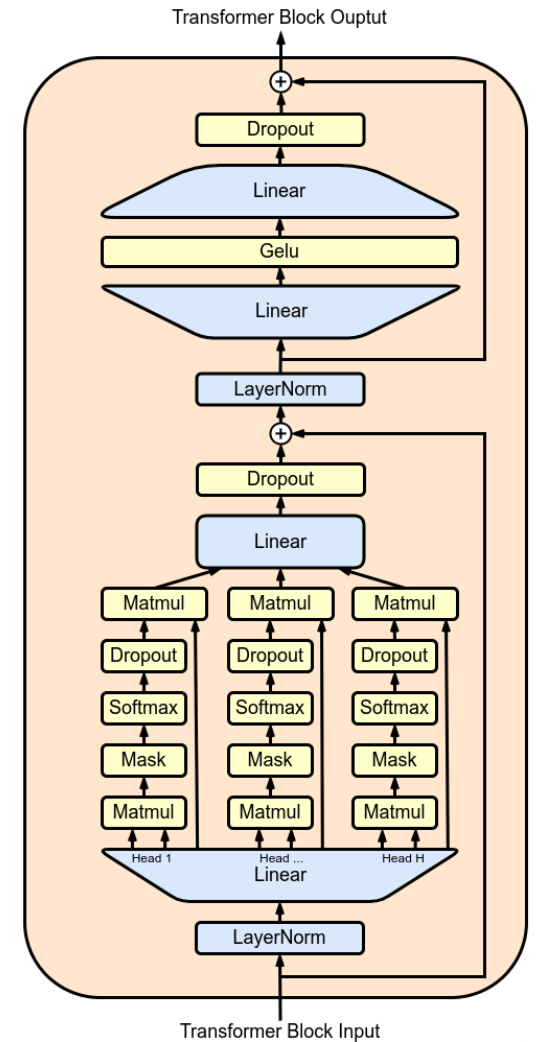 Transformer Block Ouptut
Dropout
Linear
Gelu
Linear
LayerNorm
Dropout
Linear
Matmul Matmul Matmul
Dropout Dropout Dropout
Softmax Softmax Softmax
Mask Mask Mask
Matmul Matmul Matmul
Head 1 Head ... Head H
Linear
LayerNorm
Transformer Block Input